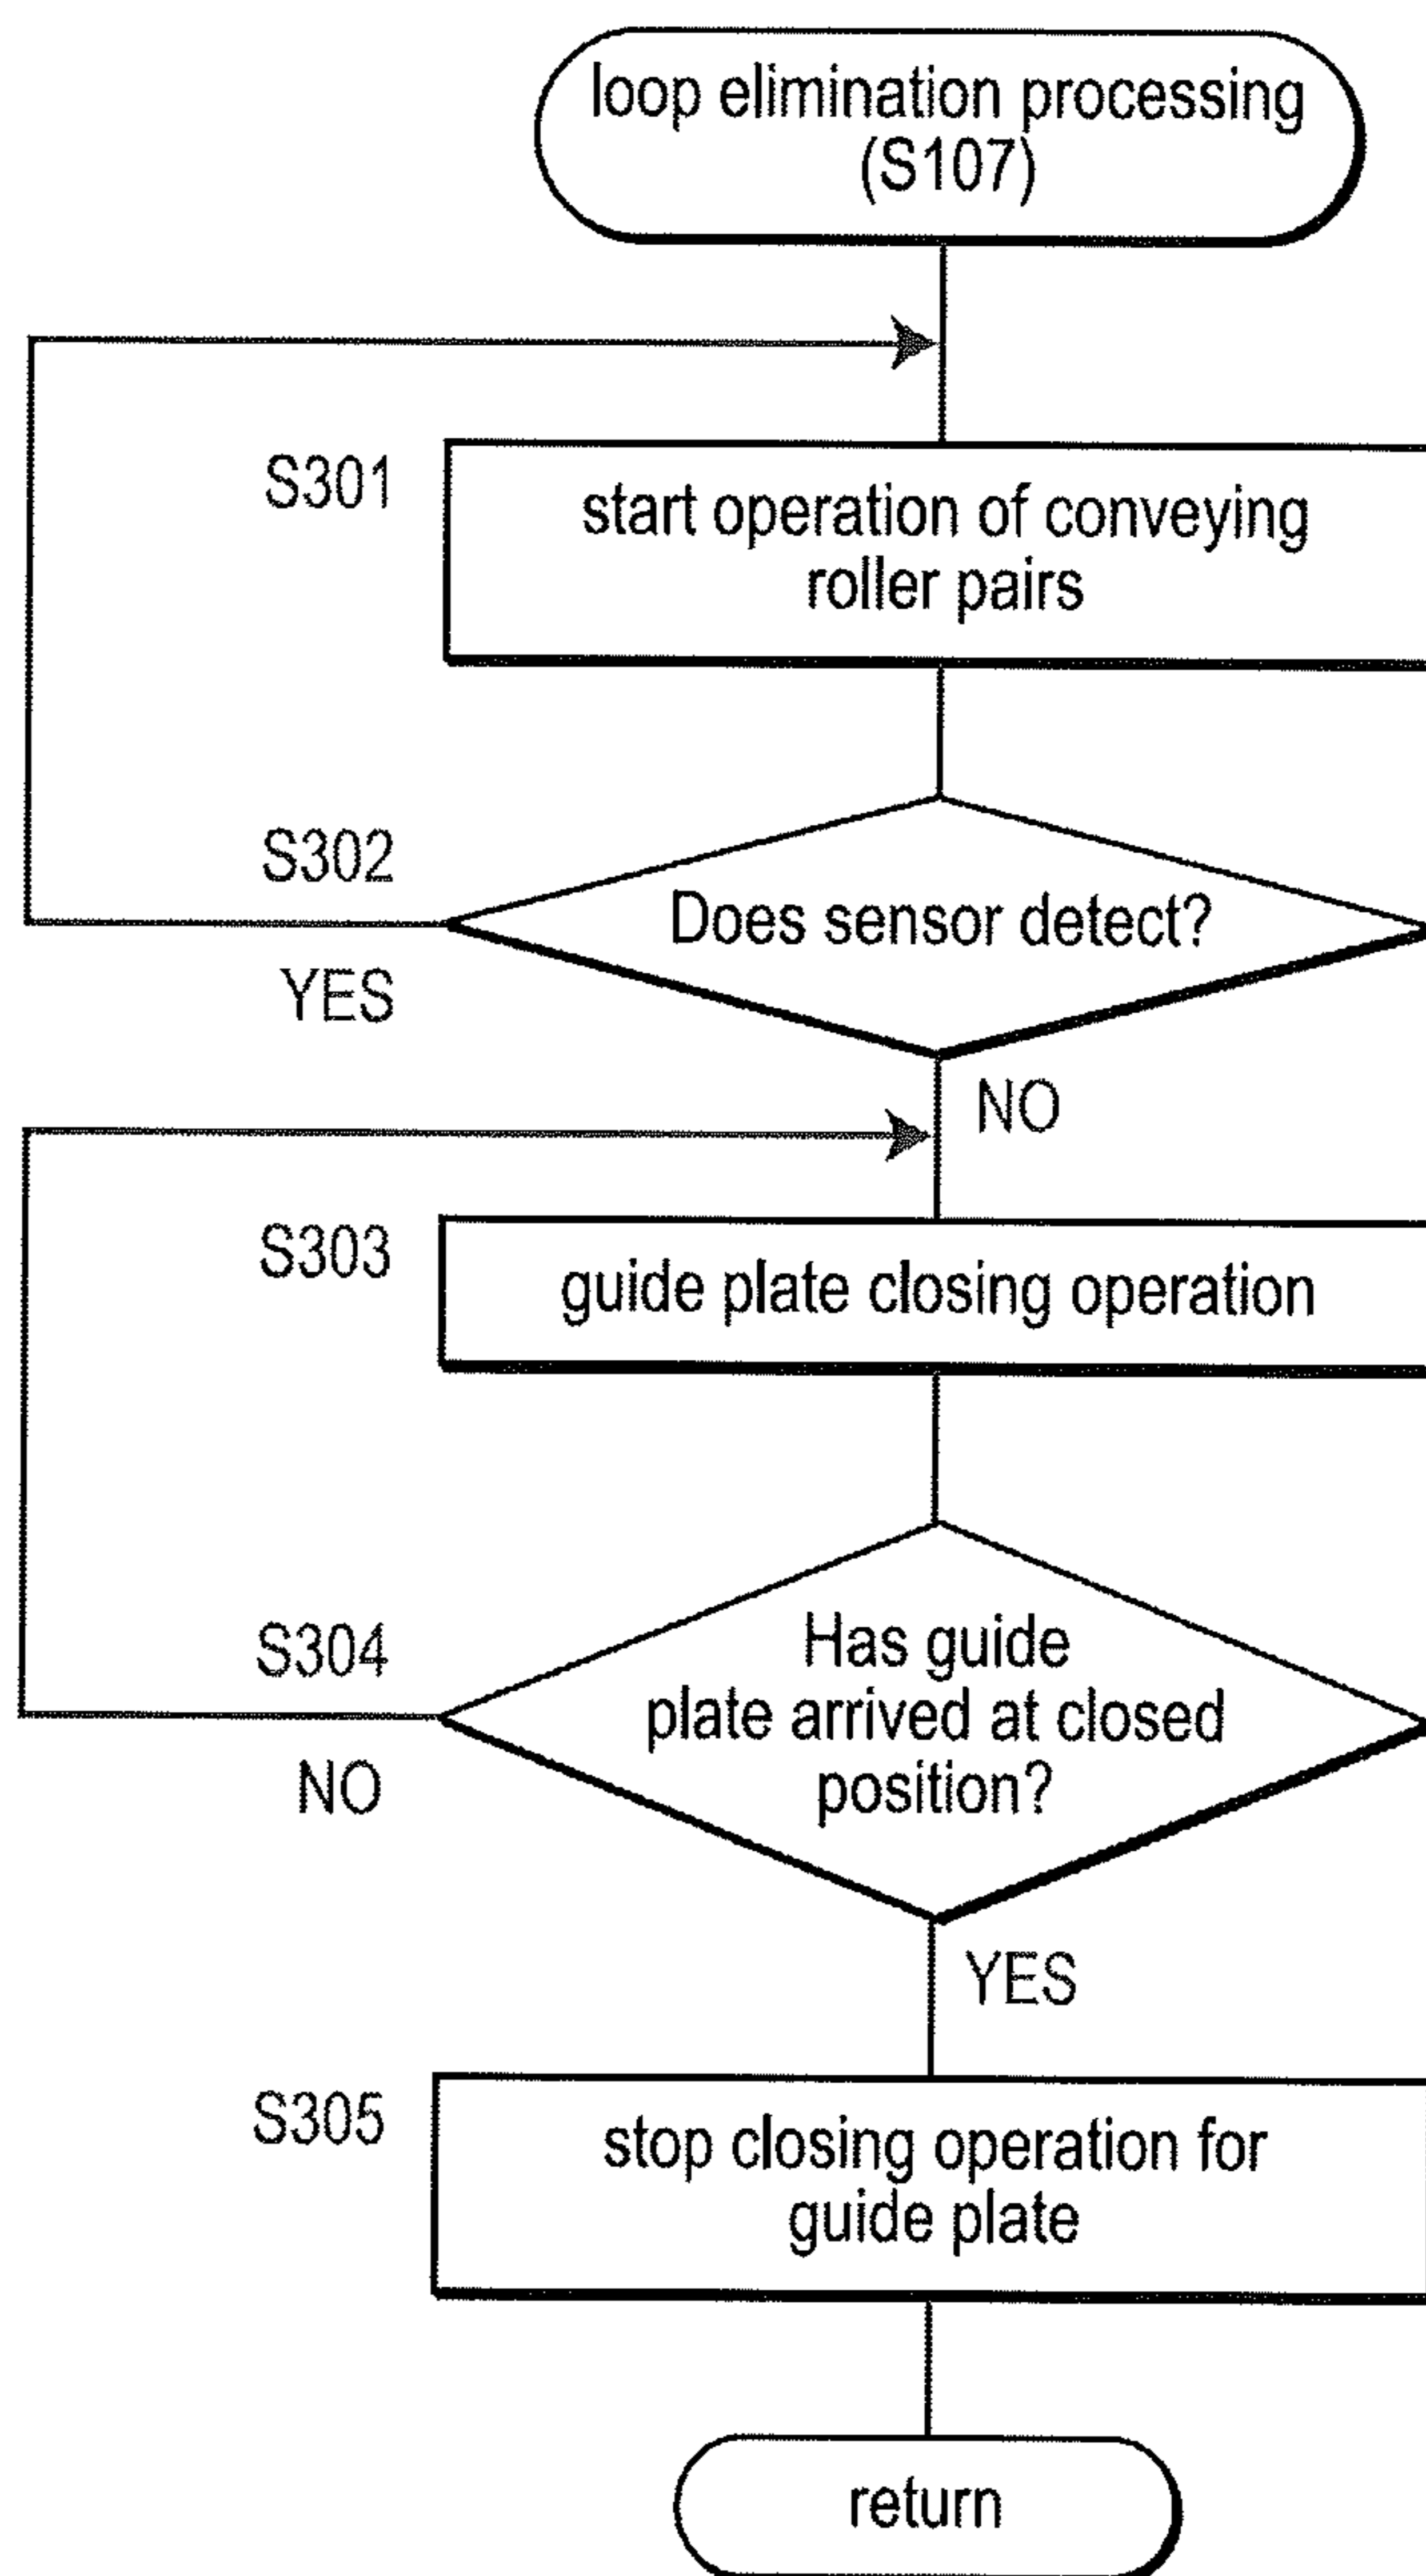 loop elimination processing
(S107)
S301
start operation of conveying
roller pairs
S302
Does sensor detect?
YES
NO
S303
guide plate closing operation
S304
Has guide
plate arrived at closed
position?
NO
YES
S305
stop closing operation for
guide plate
return